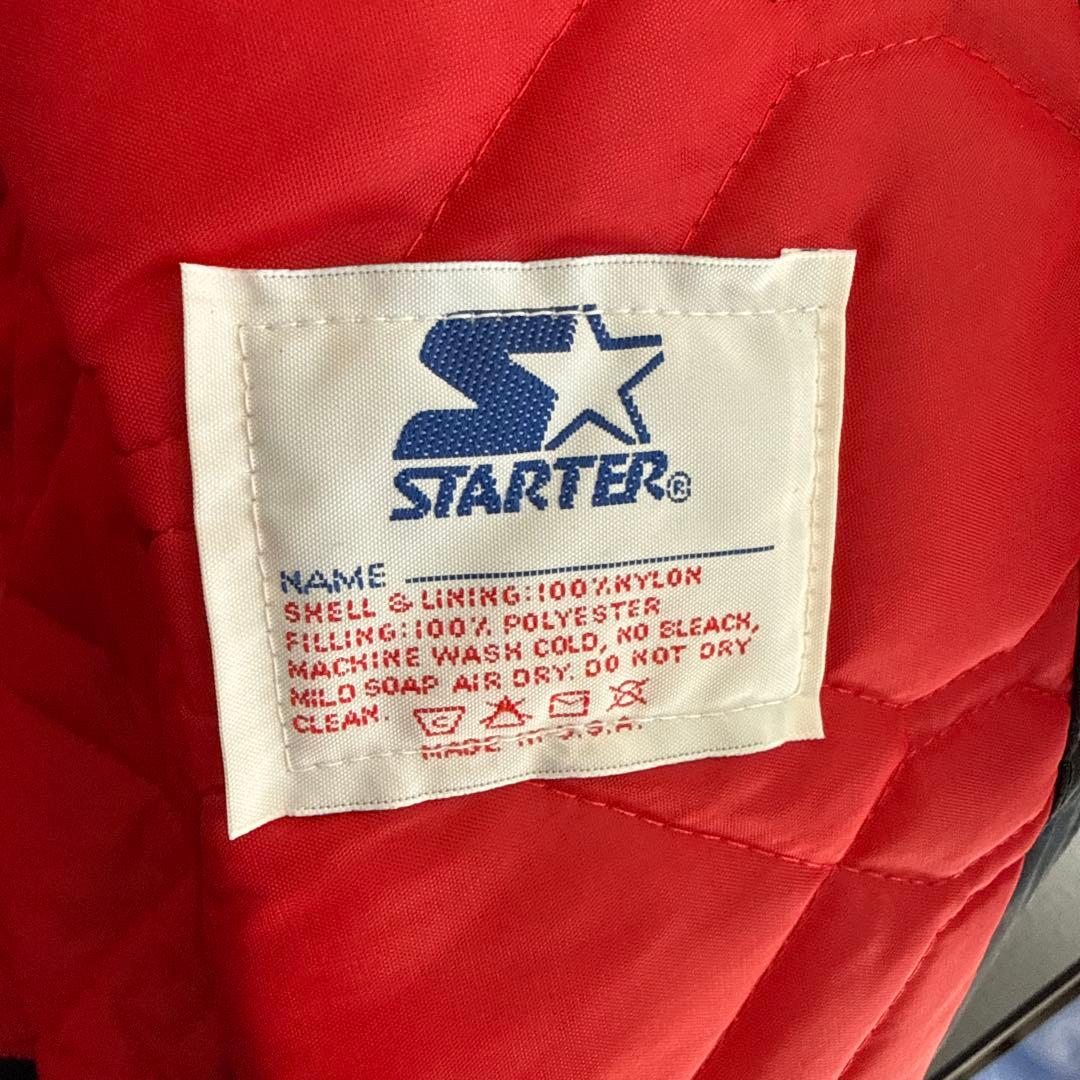 STARTER®
NAME
SHELL & LINING:100%NYLON
FILLING:100% POLYESTER
MACHINE WASH COLD, NO BLEACH,
MILD SOAP AIR DRY. DO NOT DRY
CLEAN.
MADE IN U.S.A.